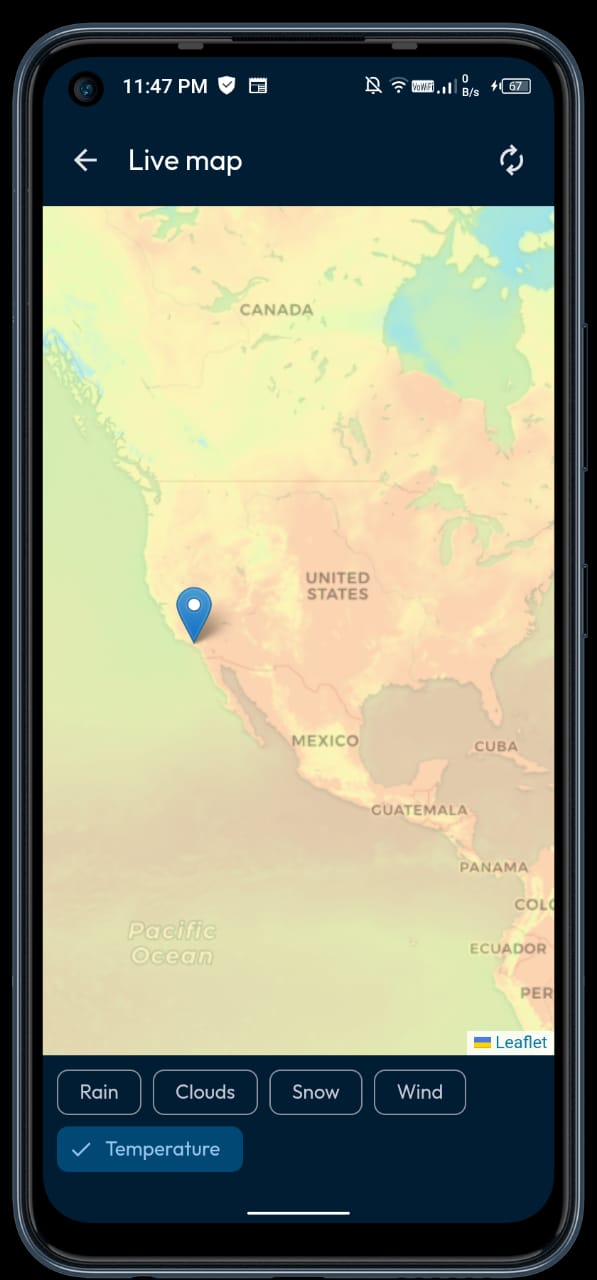 11:47 PM
VoWiFi
0
B/s
67
Live map
CANADA
UNITED
STATES
MEXICO
CUBA
GUATEMALA
PANAMA
COLO
Pacific
Ocean
ECUADOR
PER
Leaflet
Rain
Clouds
Snow
Wind
Temperature